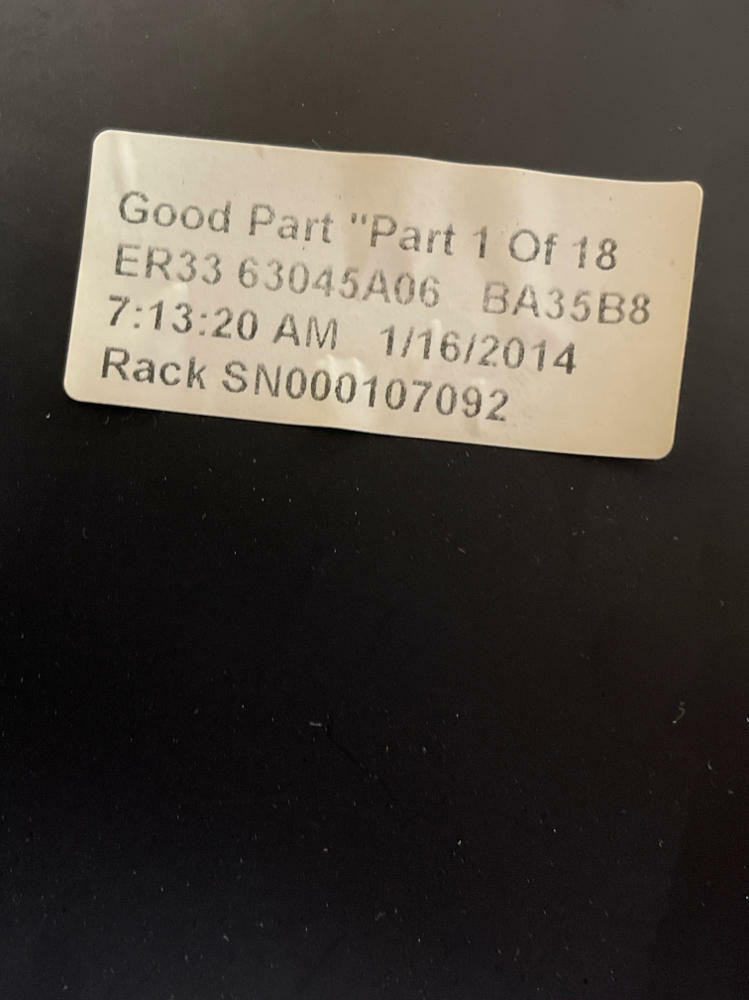 Good Part "Part 1 Of 18
ER33 63045A06 BA35B8
7:13:20 AM 1/16/2014
Rack SN000107092